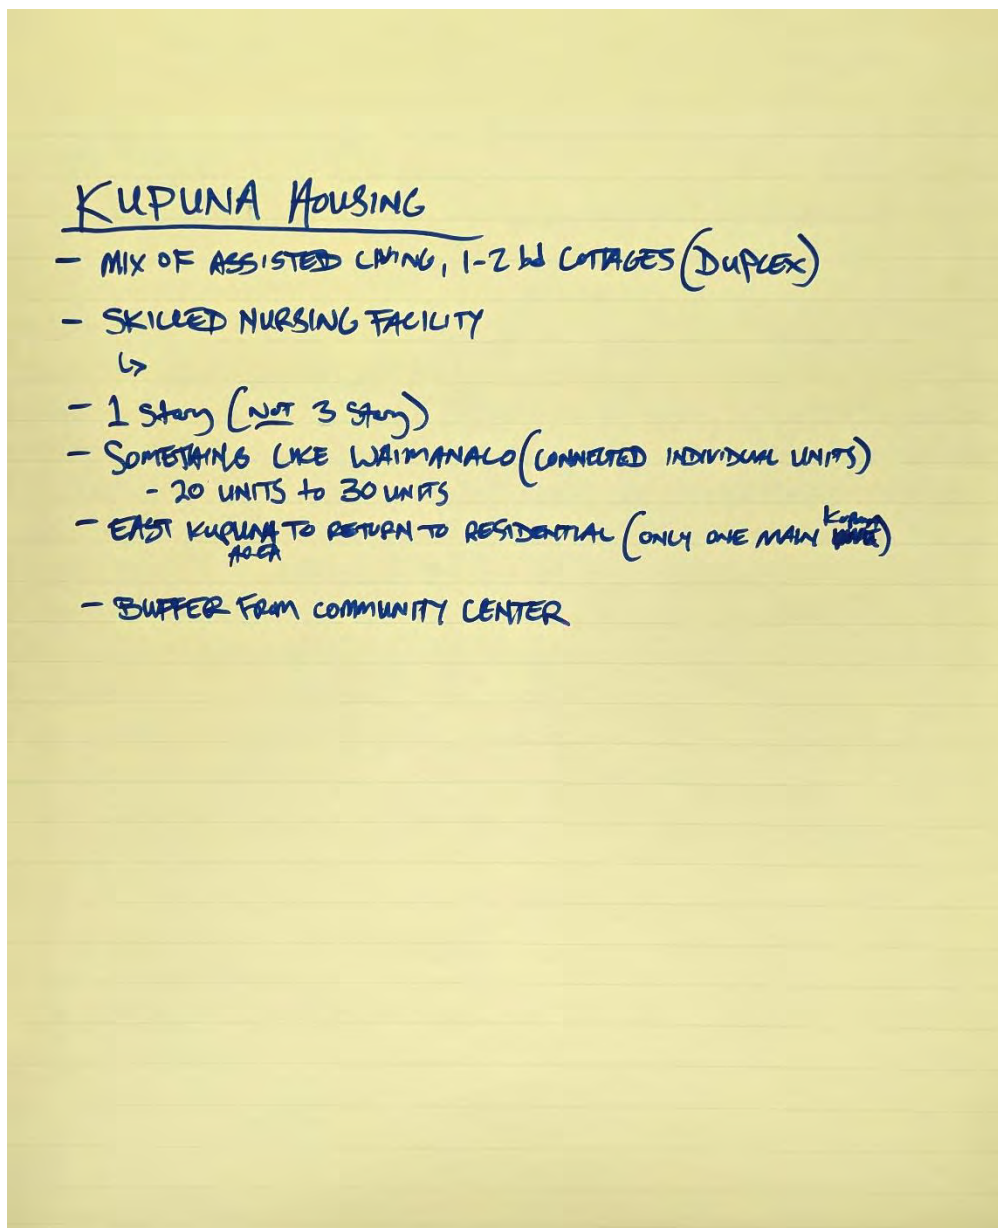 KUPUNA HOUSING
- MIX OF ASSISTED LIVING, 1-2 bd COTTAGES (DUPLEX)
- SKILLED NURSING FACILITY
↳
- 1 Story (NOT 3 Story)
- SOMETHING LIKE WAIMANALO (CONNECTED INDIVIDUAL UNITS)
- 20 UNITS to 30 UNITS
- EAST KUPUNA AREA TO RETURN TO RESIDENTIAL (ONLY ONE MAIN Kupuna)
- BUFFER FROM COMMUNITY CENTER